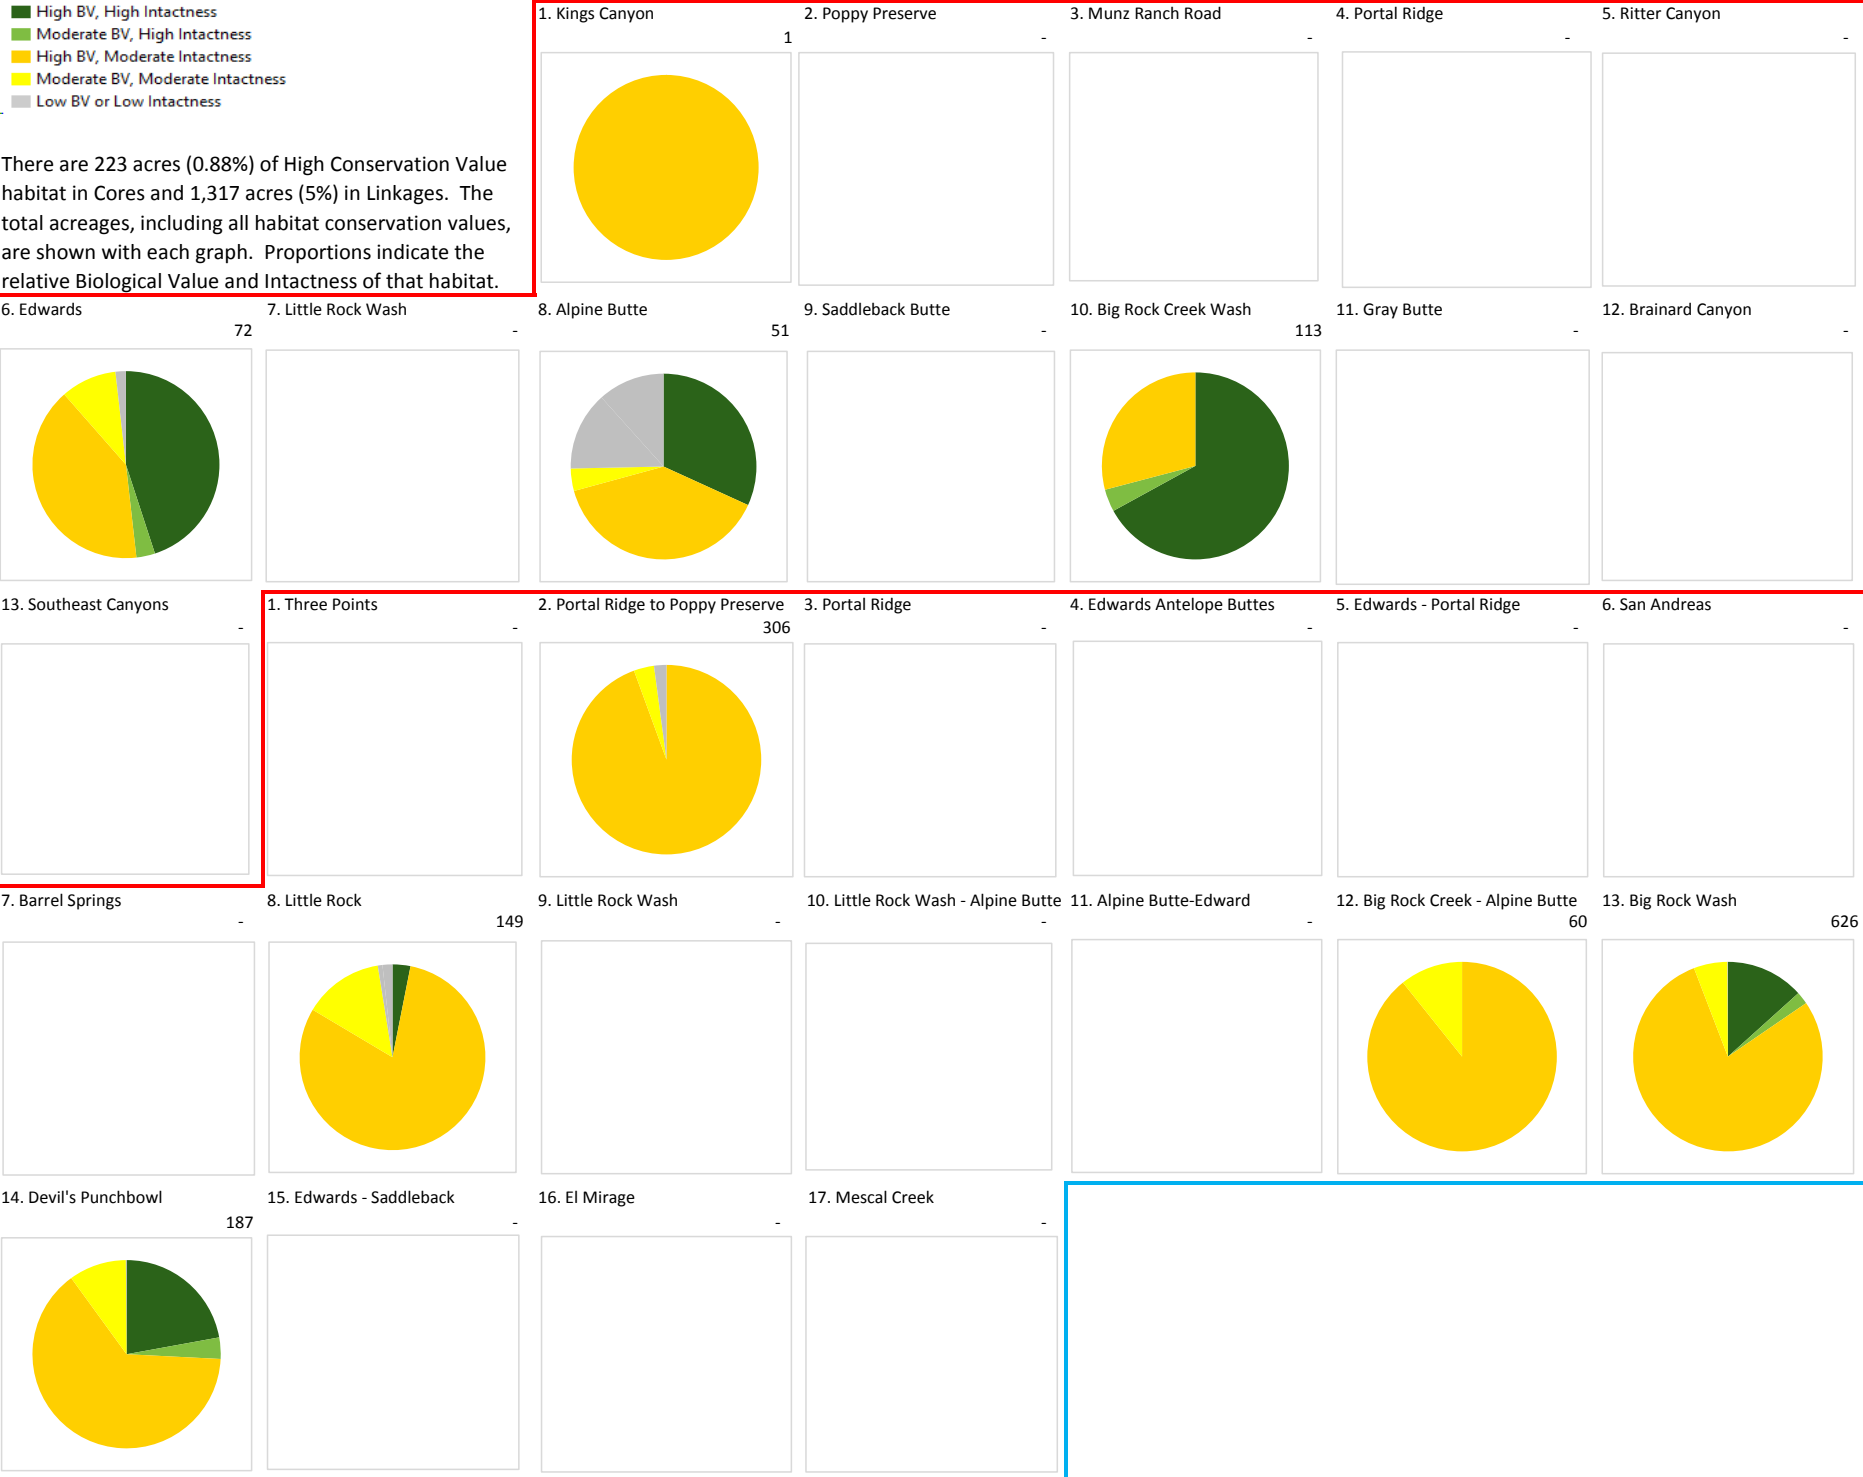 High BV, High Intactness
Moderate BV, High Intactness
High BV, Moderate Intactness
Moderate BV, Moderate Intactness
Low BV or Low Intactness
There are 223 acres (0.88%) of High Conservation Value
habitat in Cores and 1,317 acres (5%) in Linkages. The
total acreages, including all habitat conservation values,
are shown with each graph. Proportions indicate the
relative Biological Value and Intactness of that habitat.
1. Kings Canyon
1
2. Poppy Preserve
-
3. Munz Ranch Road
-
4. Portal Ridge
-
5. Ritter Canyon
-
6. Edwards
72
7. Little Rock Wash
-
8. Alpine Butte
51
9. Saddleback Butte
-
10. Big Rock Creek Wash
113
11. Gray Butte
-
12. Brainard Canyon
-
13. Southeast Canyons
-
1. Three Points
-
2. Portal Ridge to Poppy Preserve
306
3. Portal Ridge
-
4. Edwards Antelope Buttes
-
5. Edwards - Portal Ridge
-
6. San Andreas
-
7. Barrel Springs
-
8. Little Rock
149
9. Little Rock Wash
-
10. Little Rock Wash - Alpine Butte
-
11. Alpine Butte-Edward
-
12. Big Rock Creek - Alpine Butte
60
13. Big Rock Wash
626
14. Devil's Punchbowl
187
15. Edwards - Saddleback
-
16. El Mirage
-
17. Mescal Creek
-